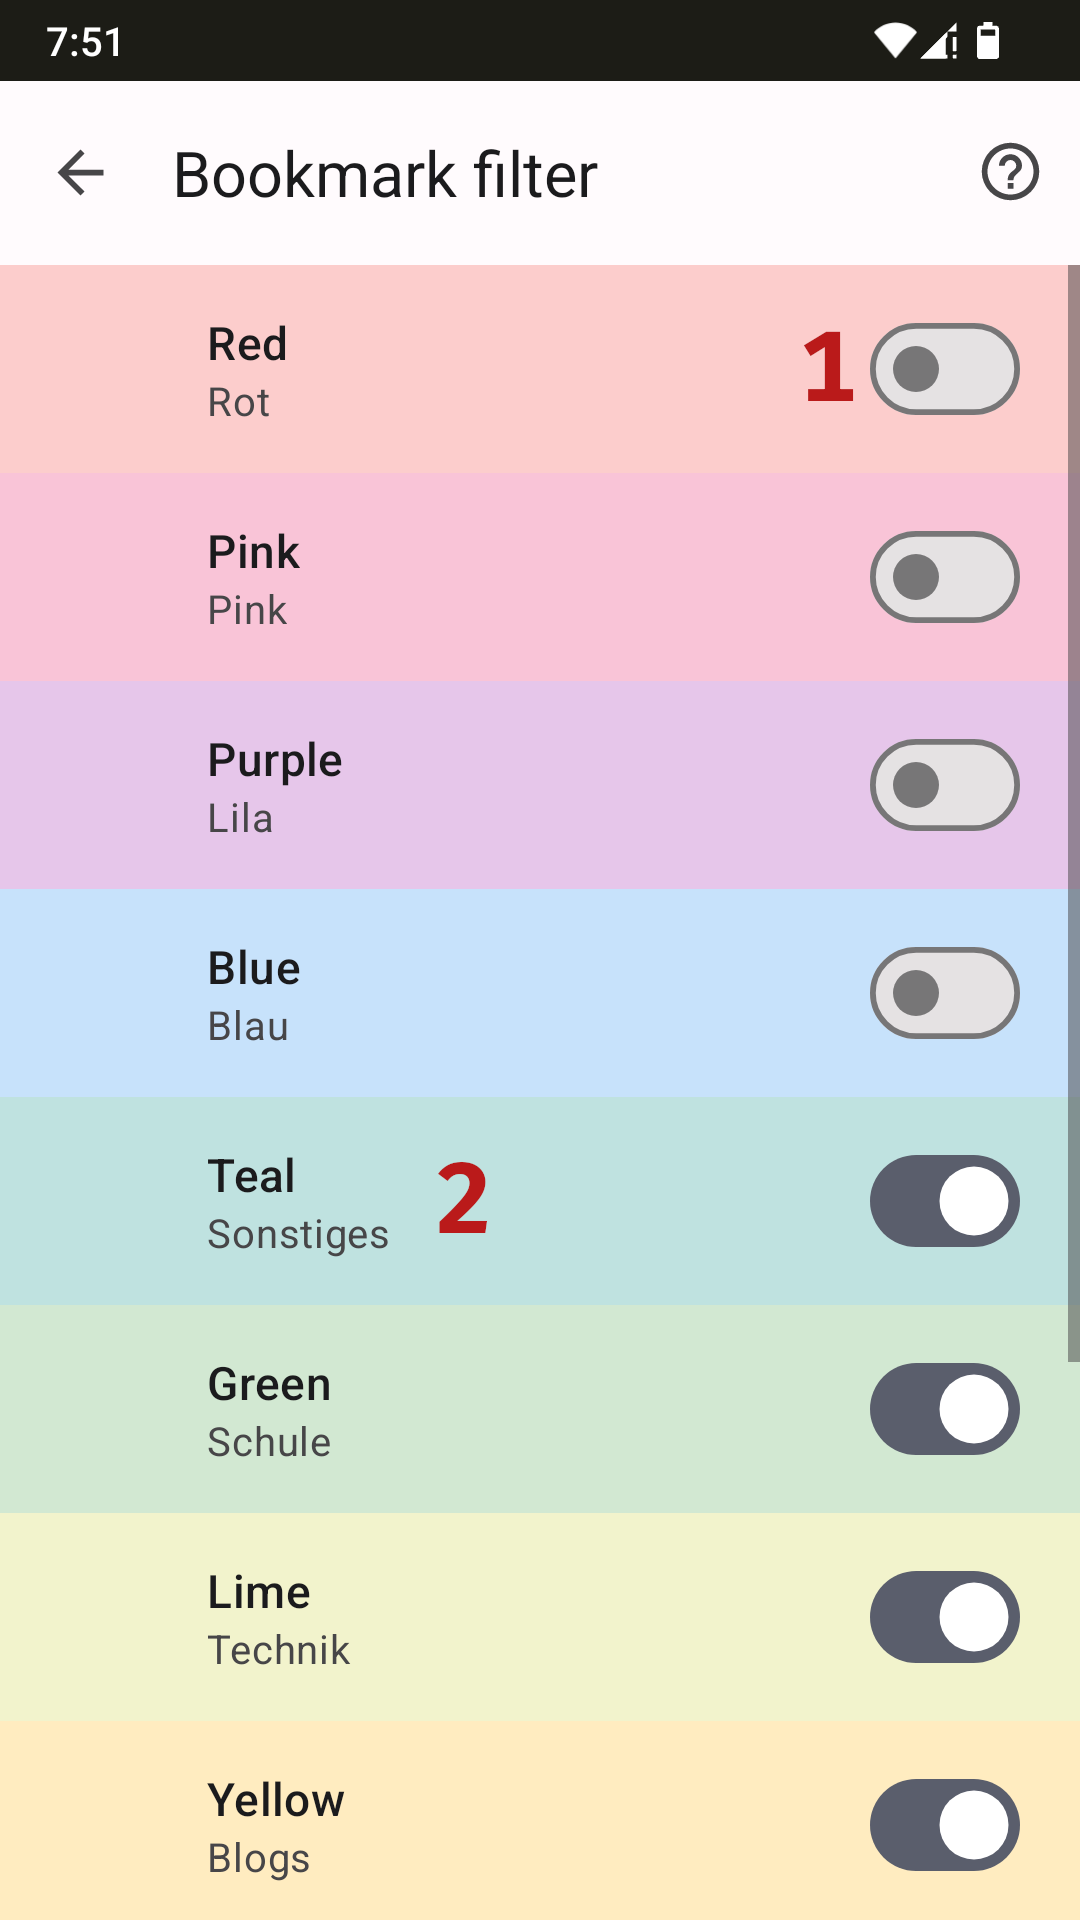 7:51
Bookmark filter
Red
Rot
1
Pink
Pink
Purple
Lila
Blue
Blau
Teal
Sonstiges
2
Green
Schule
Lime
Technik
Yellow
Blogs